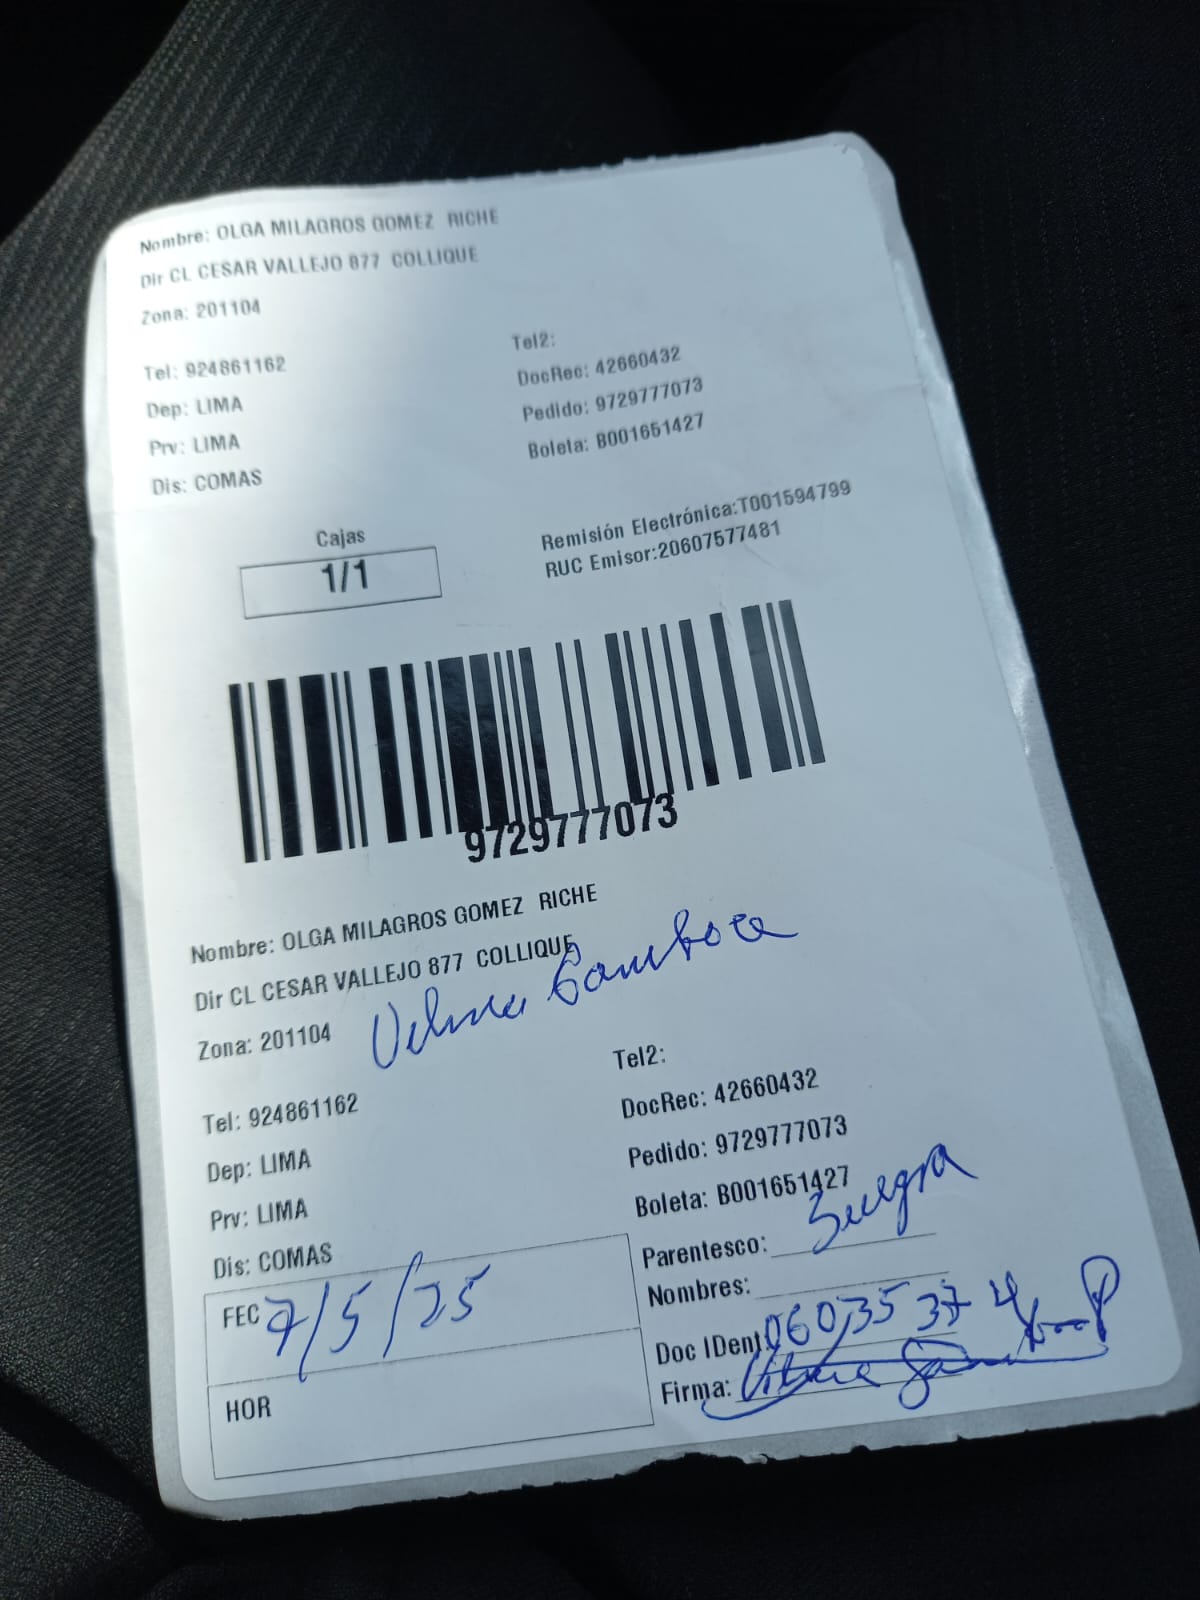 Nombre: OLGA MILAGROS GOMEZ RICHE
Dir CL CESAR VALLEJO 877 COLLIQUE
Zona: 201104
Tel: 924861162
Dep: LIMA
Prv: LIMA
Dis: COMAS
Tel2:
DocRec: 42660432
Pedido: 9729777073
Boleta: B001651427
Cajas
1/1
Remisión Electrónica:T001594799
RUC Emisor:20607577481
9729777073
Nombre: OLGA MILAGROS GOMEZ RICHE
Dir CL CESAR VALLEJO 877 COLLIQUE
Zona: 201104
Tel: 924861162
Dep: LIMA
Prv: LIMA
Dis: COMAS
Tel2:
DocRec: 42660432
Pedido: 9729777073
Boleta: B001651427
Parentesco: Suegra
Nombres:
Doc IDent
Firma:
FEC 7/5/25
HOR